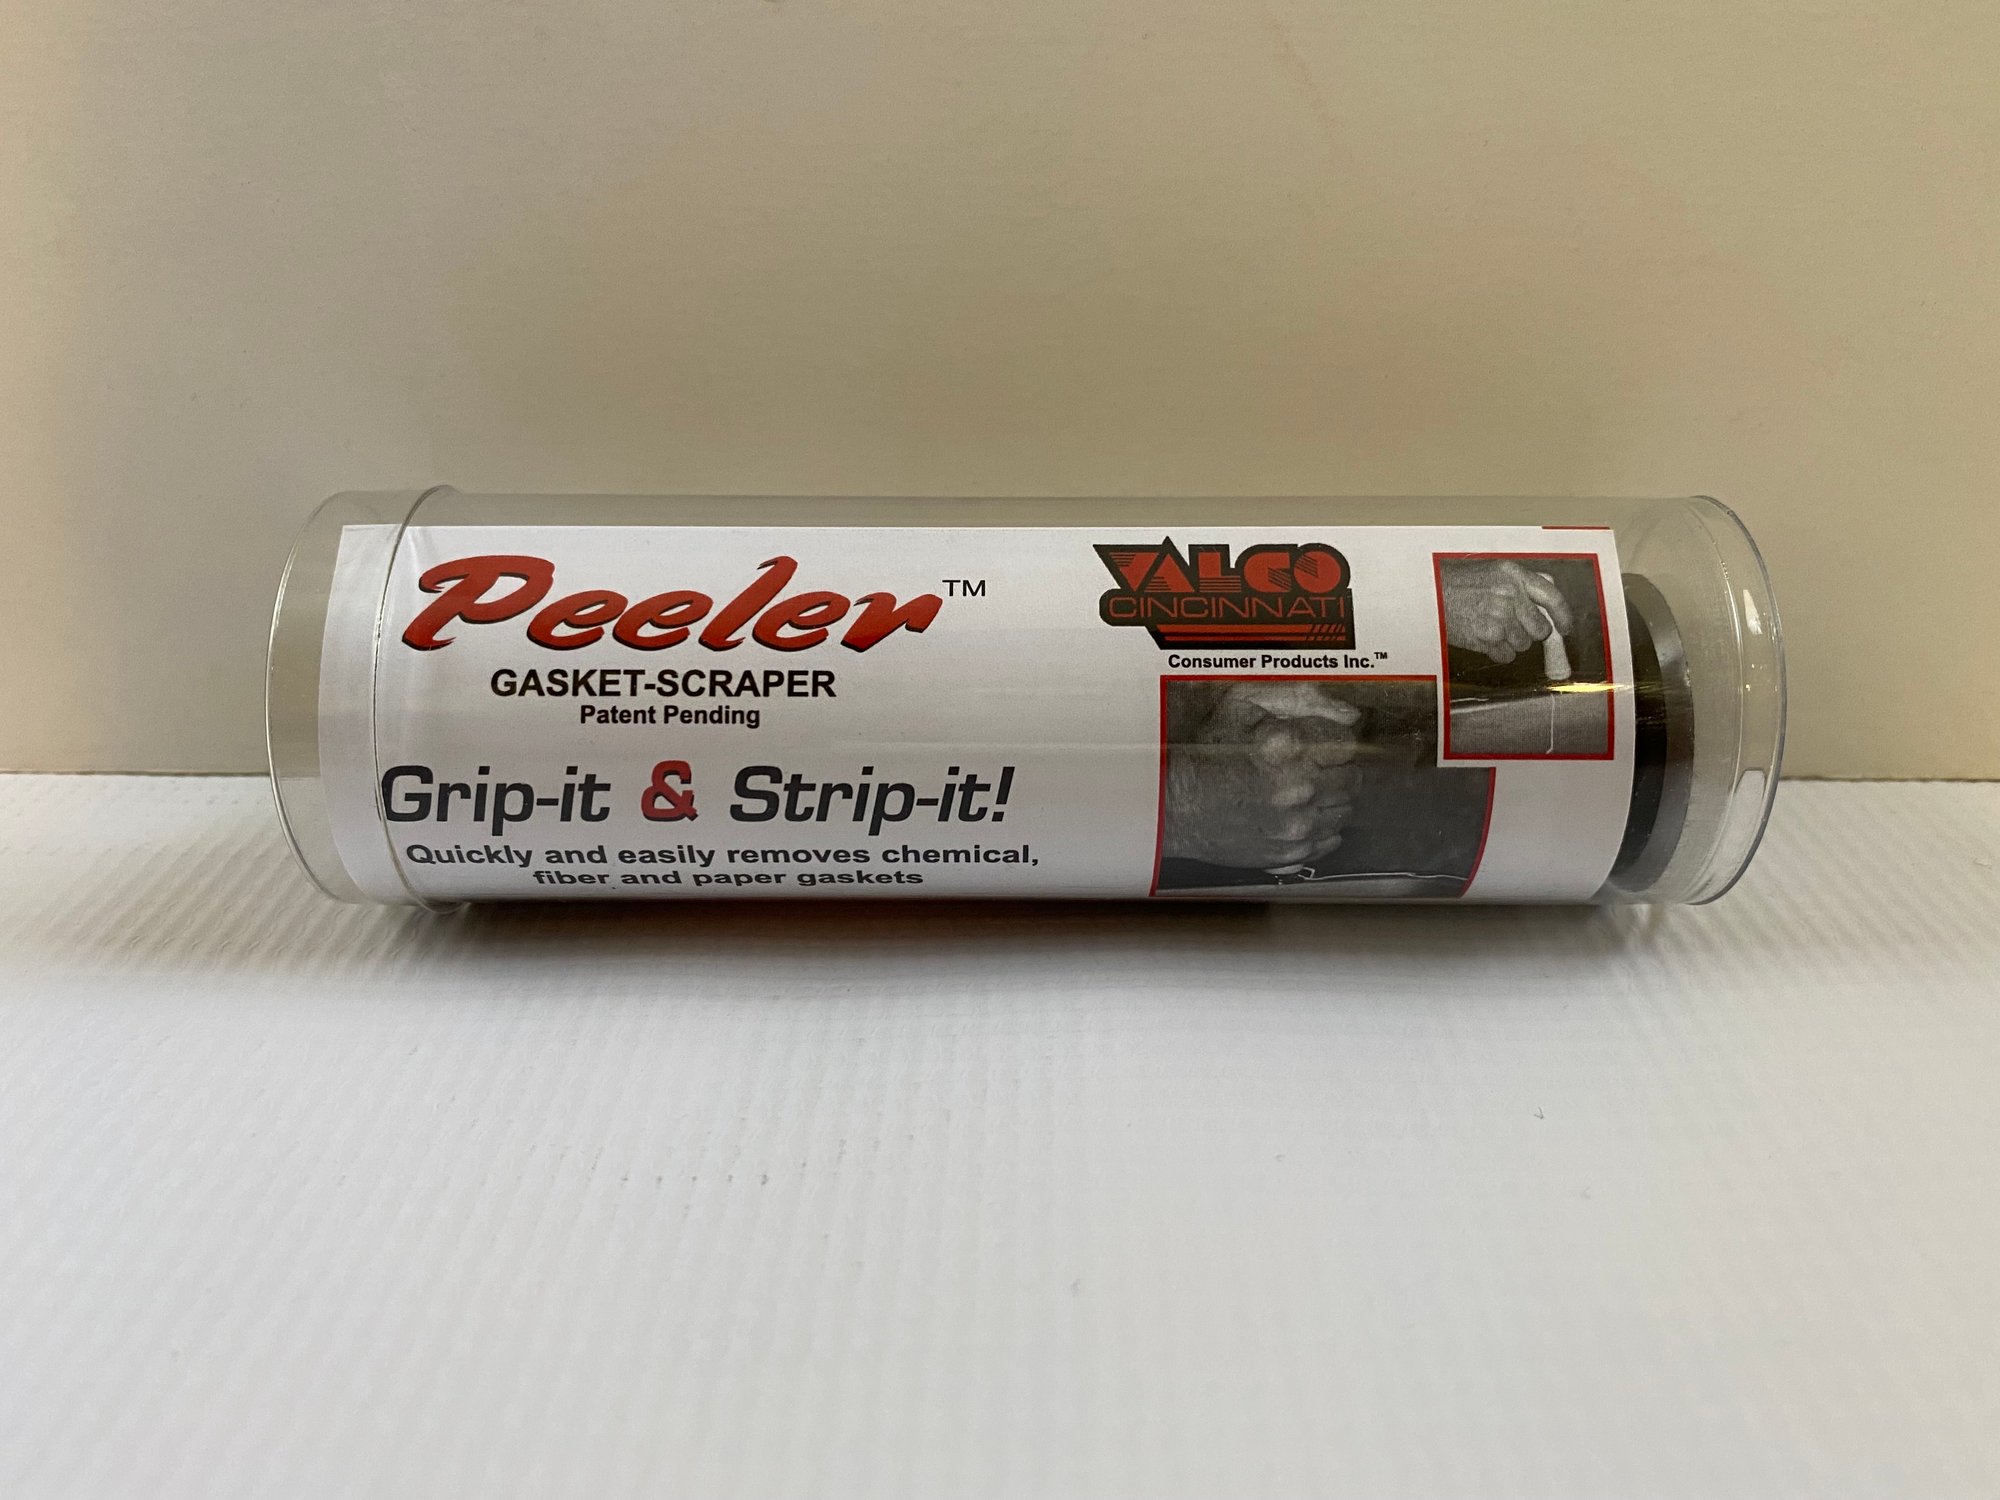 Peeler™
GASKET-SCRAPER
Patent Pending
Grip-it & Strip-it!
Quickly and easily removes chemical,
fiber and paper gaskets
VALCO
CINCINNATI
Consumer Products Inc.™